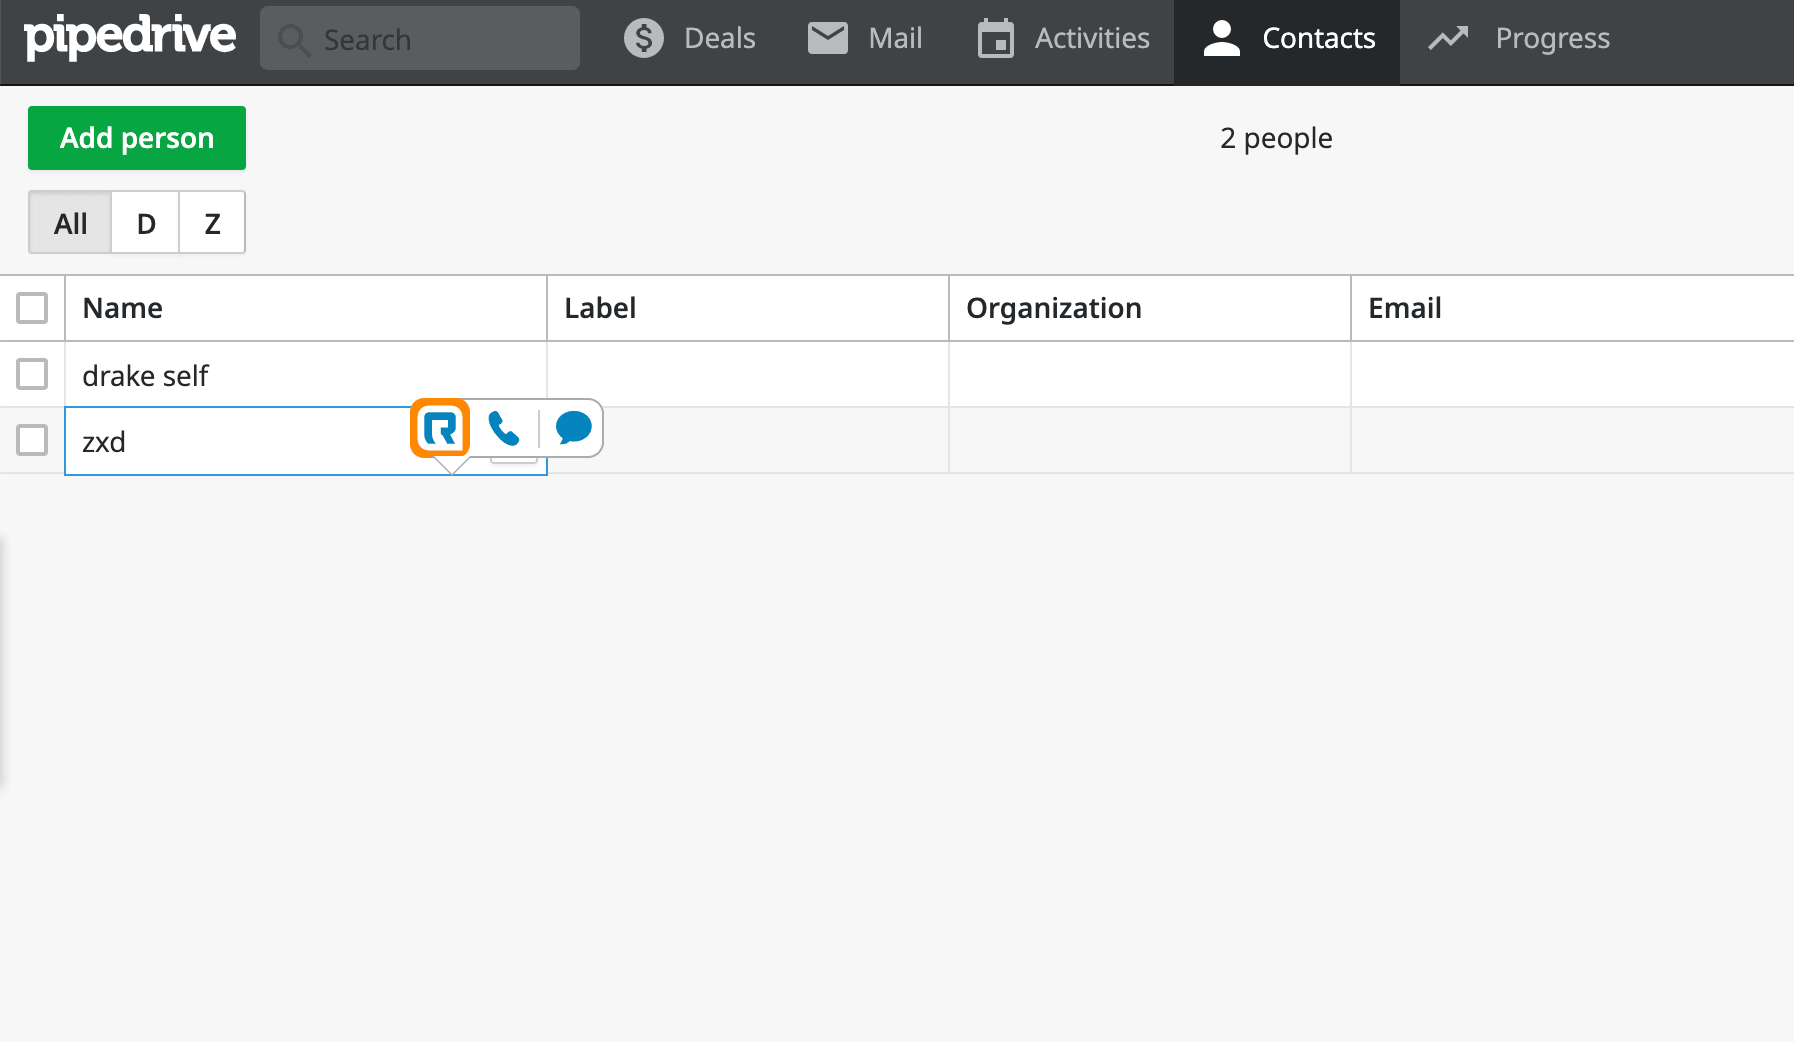 pipedrive Search Deals Mail Activities Contacts Progress
Add person 2 people
All D Z
Name Label Organization Email
drake self
zxd